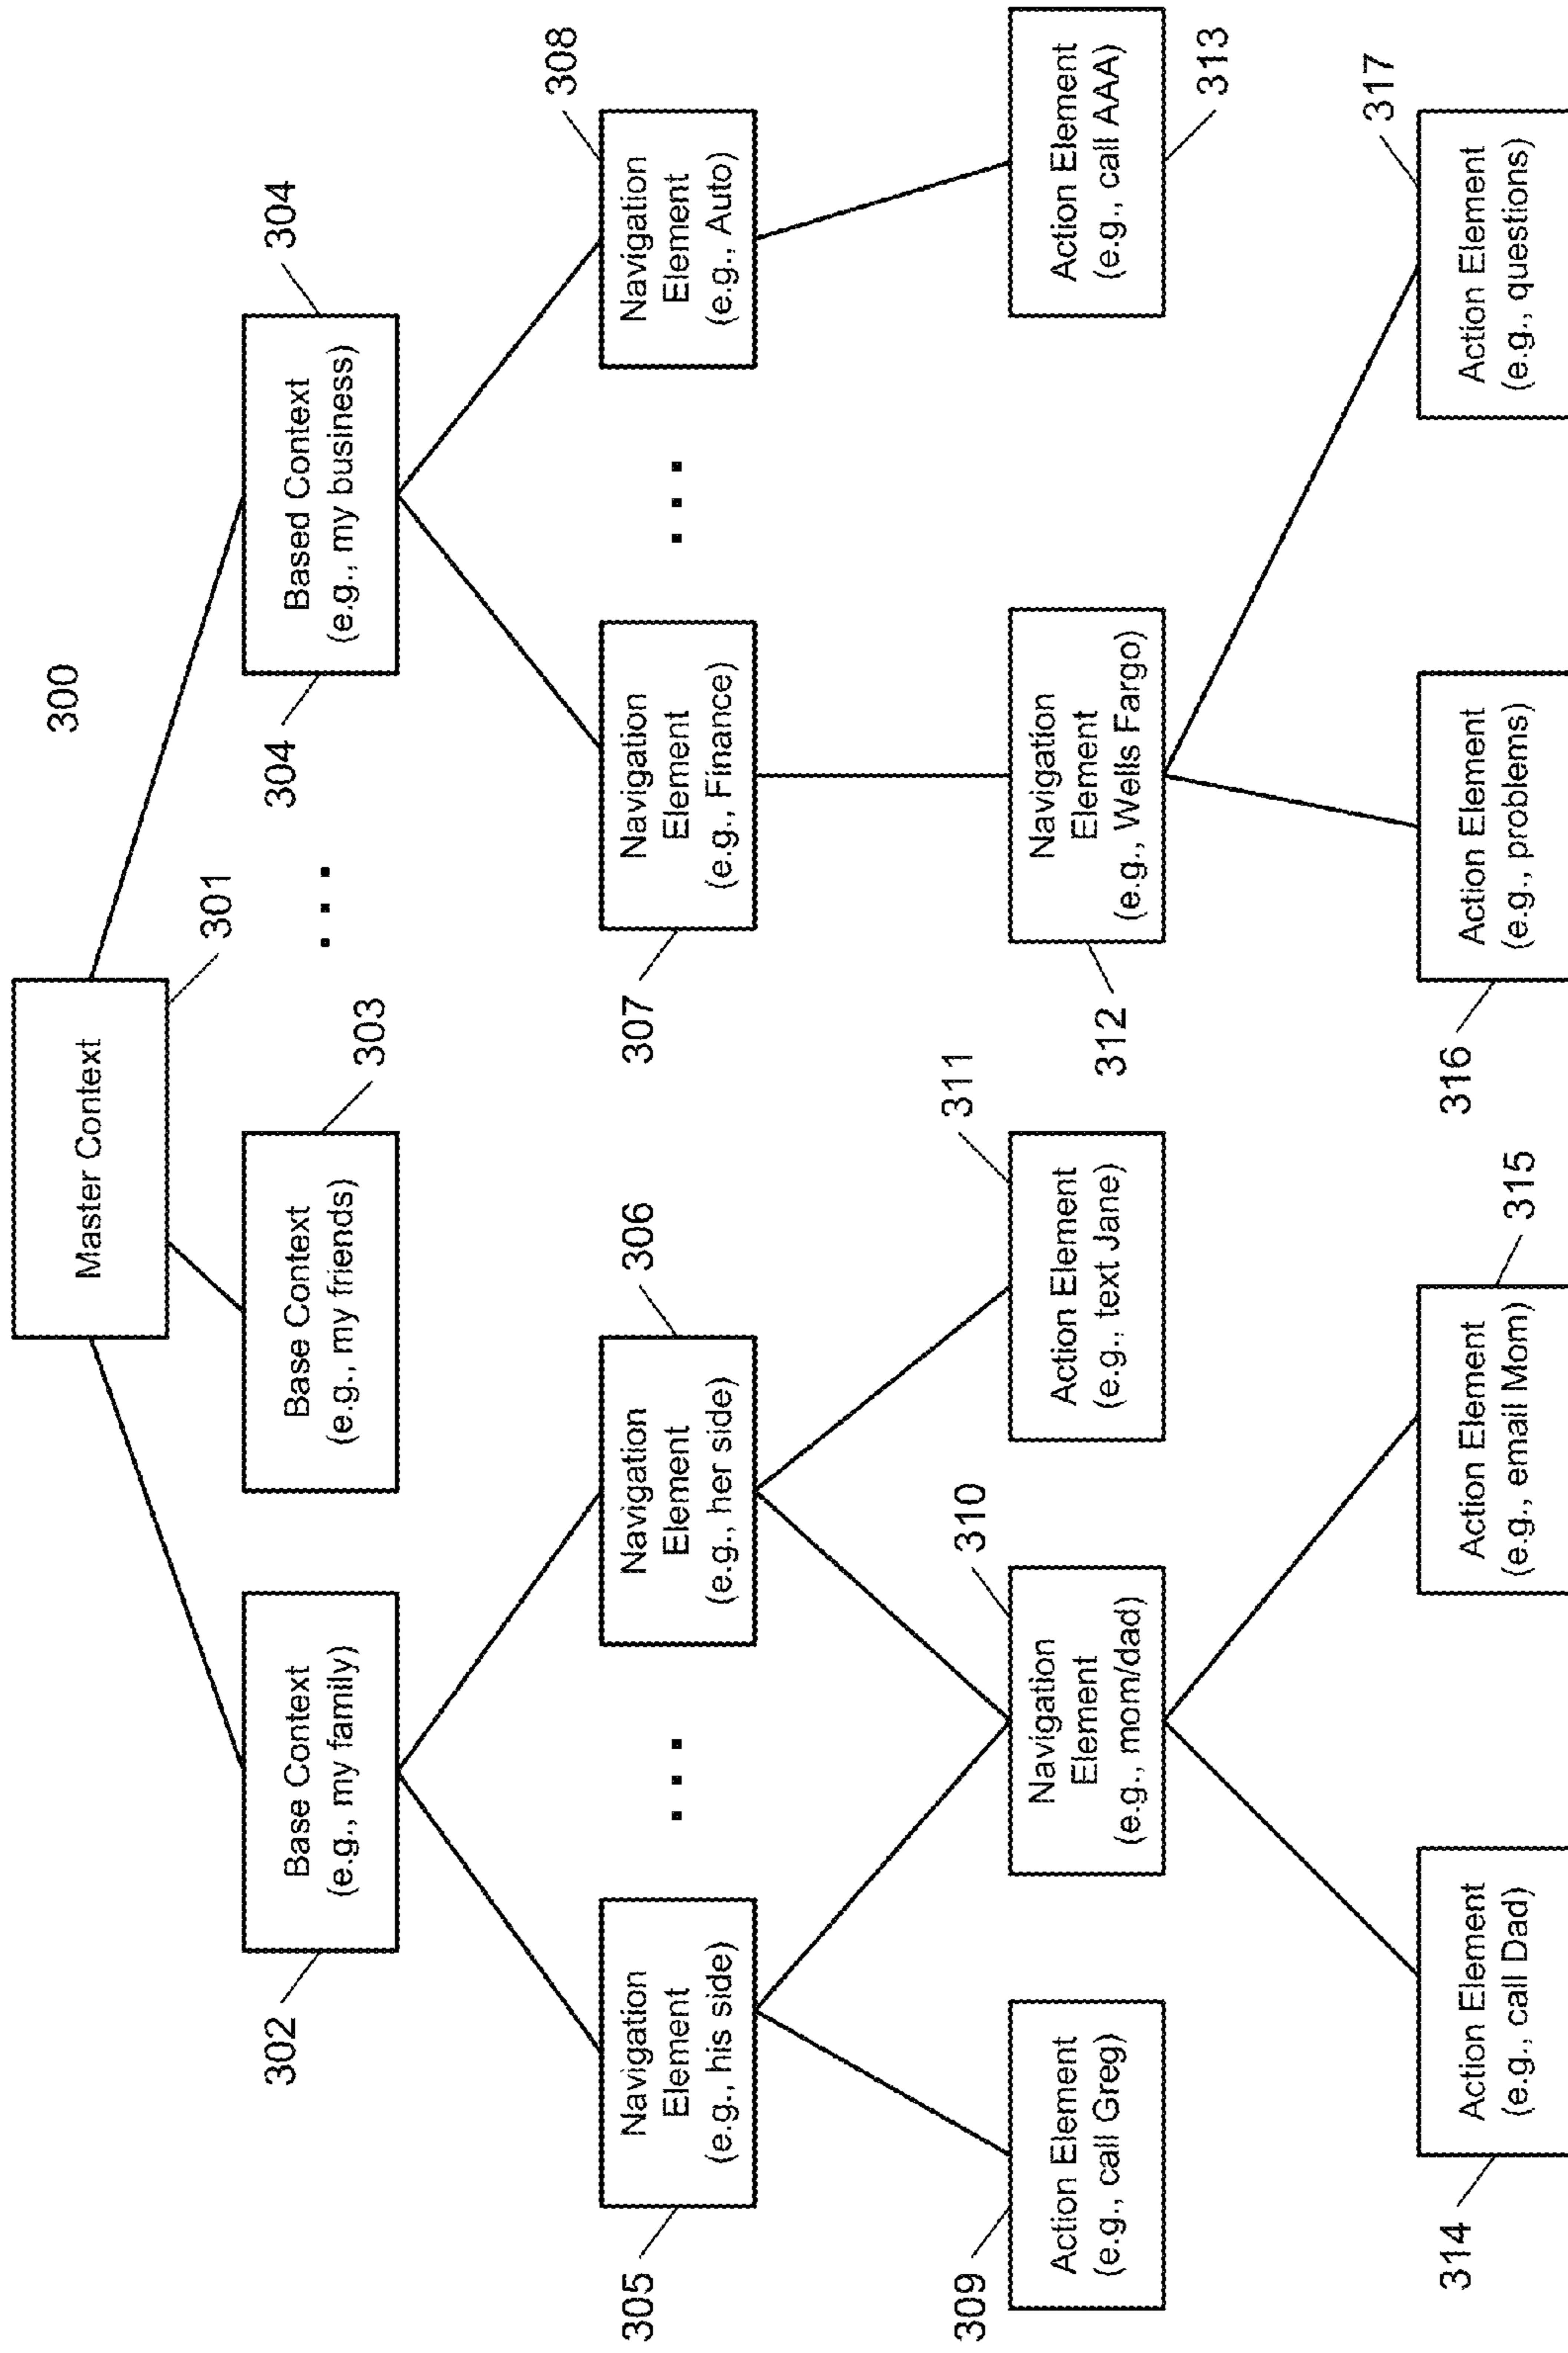 300
Master Context
301
302
Base Context
(e.g., my family)
Base Context
(e.g., my friends)
303
. . .
304
Based Context
(e.g., my business)
304
305
Navigation
Element
(e.g., his side)
. . .
Navigation
Element
(e.g., her side)
306
307
Navigation
Element
(e.g., Finance)
. . .
Navigation
Element
(e.g., Auto)
308
309
Action Element
(e.g., call Greg)
310
Navigation
Element
(e.g., mom/dad)
311
Action Element
(e.g., text Jane)
312
Navigation
Element
(e.g., Wells Fargo)
Action Element
(e.g., call AAA)
313
314
Action Element
(e.g., call Dad)
Action Element
(e.g., email Mom)
315
316
Action Element
(e.g., problems)
Action Element
(e.g., questions)
317